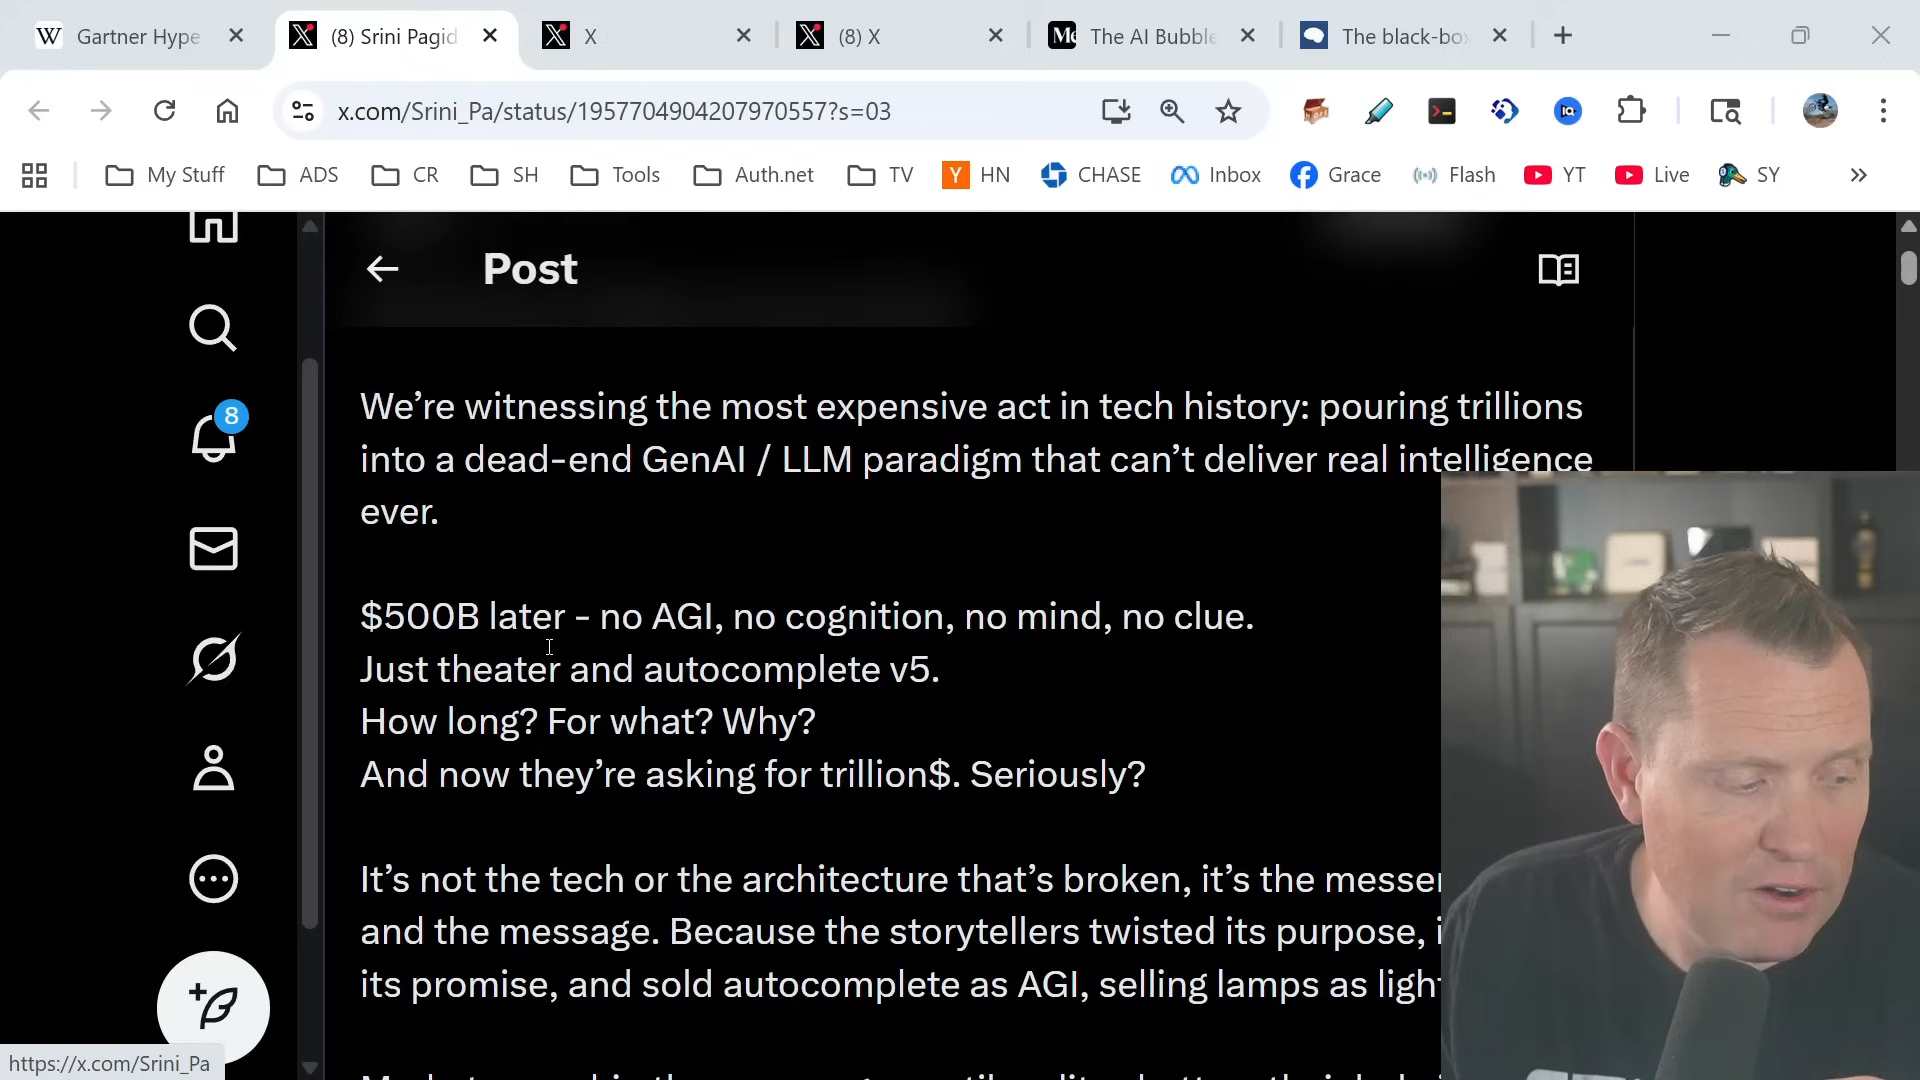 Gartner Hype
(8) Srini Pagid
X
(8) X
The AI Bubble
The black-bo
x.com/Srini_Pa/status/1957704904207970557?s=03
My Stuff
ADS
CR
SH
Tools
Auth.net
TV
HN
CHASE
Inbox
Grace
Flash
YT
Live
SY
Post
8
We’re witnessing the most expensive act in tech history: pouring trillions
into a dead-end GenAI / LLM paradigm that can’t deliver real intelligence
ever.
$500B later - no AGI, no cognition, no mind, no clue.
Just theater and autocomplete v5.
How long? For what? Why?
And now they’re asking for trillion$. Seriously?
It’s not the tech or the architecture that’s broken, it’s the messen
and the message. Because the storytellers twisted its purpose, i
its promise, and sold autocomplete as AGI, selling lamps as light
https://x.com/Srini_Pa